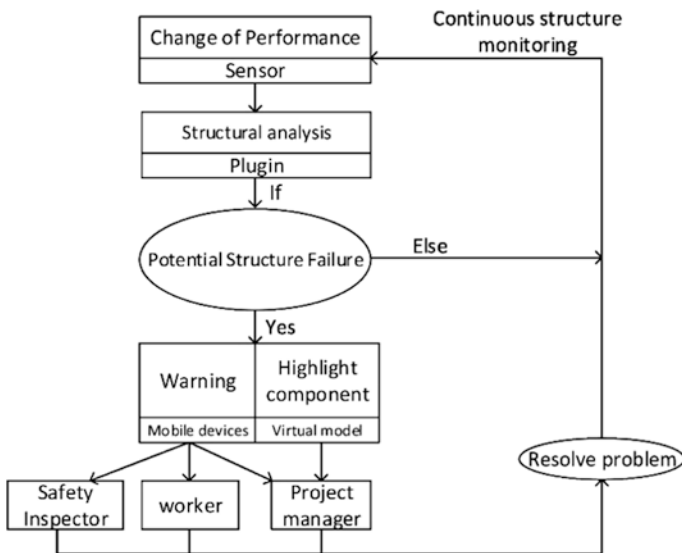 Continuous structure
monitoring
Change of Performance
Sensor
Structural analysis
Plugin
If
Potential Structure Failure
Else
Yes
Warning
Highlight
component
Mobile devices
Virtual model
Resolve problem
Safety
Inspector
worker
Project
manager